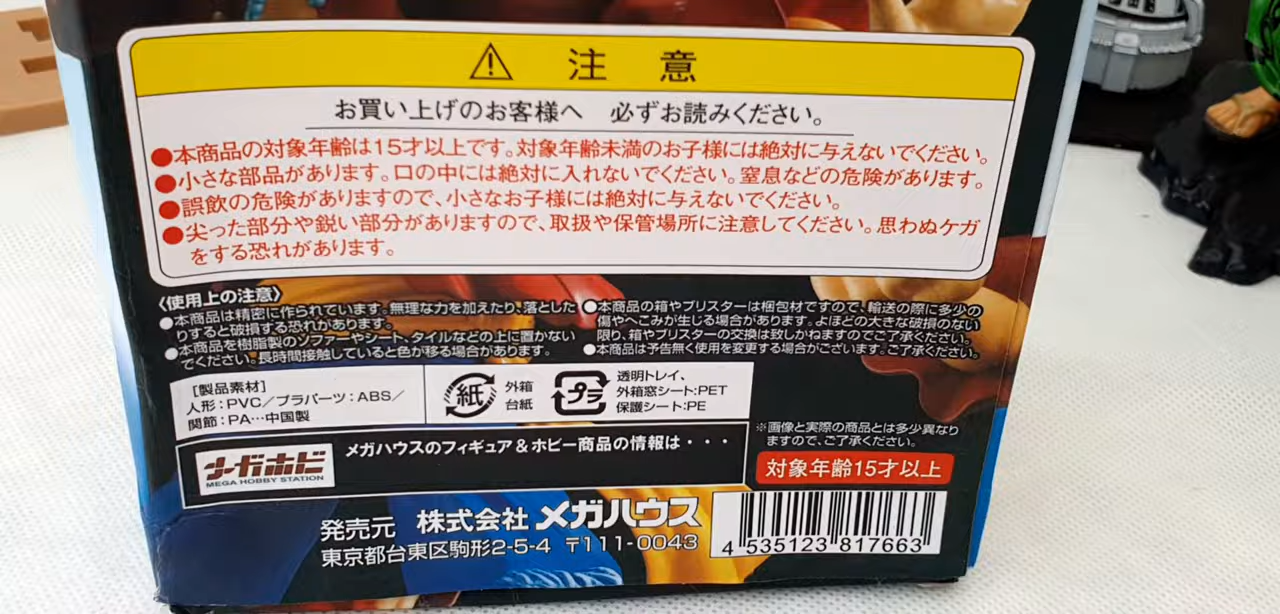 ⚠ 注 意
お買い上げのお客様へ 必ずお読みください。
●本商品の対象年齢は15才以上です。対象年齢未満のお子様には絶対に与えないでください。
●小さな部品があります。口の中には絶対に入れないでください。窒息などの危険があります。
●誤飲の危険がありますので、小さなお子様には絶対に与えないでください。
●尖った部分や鋭い部分がありますので、取扱や保管場所に注意してください。思わぬケガ
をする恐れがあります。
〈使用上の注意〉
●本商品は精密に作られています。無理な力を加えたり、落とした
りすると破損する恐れがあります。
●本商品を樹脂製のソファーやシート、タイルなどの上に置かない
でください。長時間接触していると色が移る場合があります。
●本商品の箱やブリスターは梱包材ですので、輸送の際に多少の
傷やへこみが生じる場合があります。よほどの大きな破損のない
限り、箱やブリスターの交換は致しかねますのでご了承ください。
●本商品は予告無く使用を変更する場合がございます。ご了承ください。
[製品素材]
人形：PVC／プラパーツ：ABS／
関節：PA…中国製
紙
外箱
台紙
プラ
透明トレイ、
外箱窓シート:PET
保護シート:PE
※画像と実際の商品とは多少異なり
ますので、ご了承ください。
対象年齢15才以上
メガホビ
MEGA HOBBY STATION
メガハウスのフィギュア＆ホビー商品の情報は・・・
発売元 株式会社 メガハウス
東京都台東区駒形2-5-4 〒111-0043
4 535123 817663